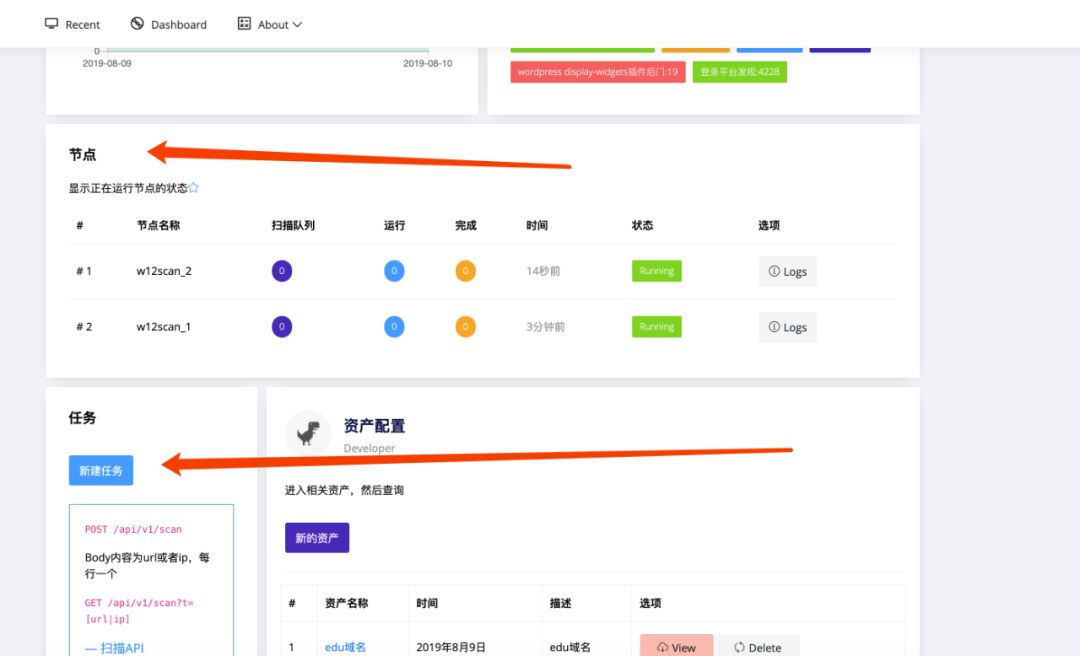 Recent Dashboard About
0
2019-08-09 2019-08-10
wordpress display-widgets插件后门:19 登录平台发现:4228
节点
显示正在运行节点的状态
# 节点名称 扫描队列 运行 完成 时间 状态 选项
# 1 w12scan_2 0 0 0 14秒前 Running Logs
# 2 w12scan_1 0 0 0 3分钟前 Running Logs
任务
新建任务
POST /api/v1/scan
Body内容为url或者ip，每
行一个
GET /api/v1/scan?t=
[url|ip]
— 扫描API
资产配置
Developer
进入相关资产，然后查询
新的资产
# 资产名称 时间 描述 选项
1 edu域名 2019年8月9日 edu域名 View Delete